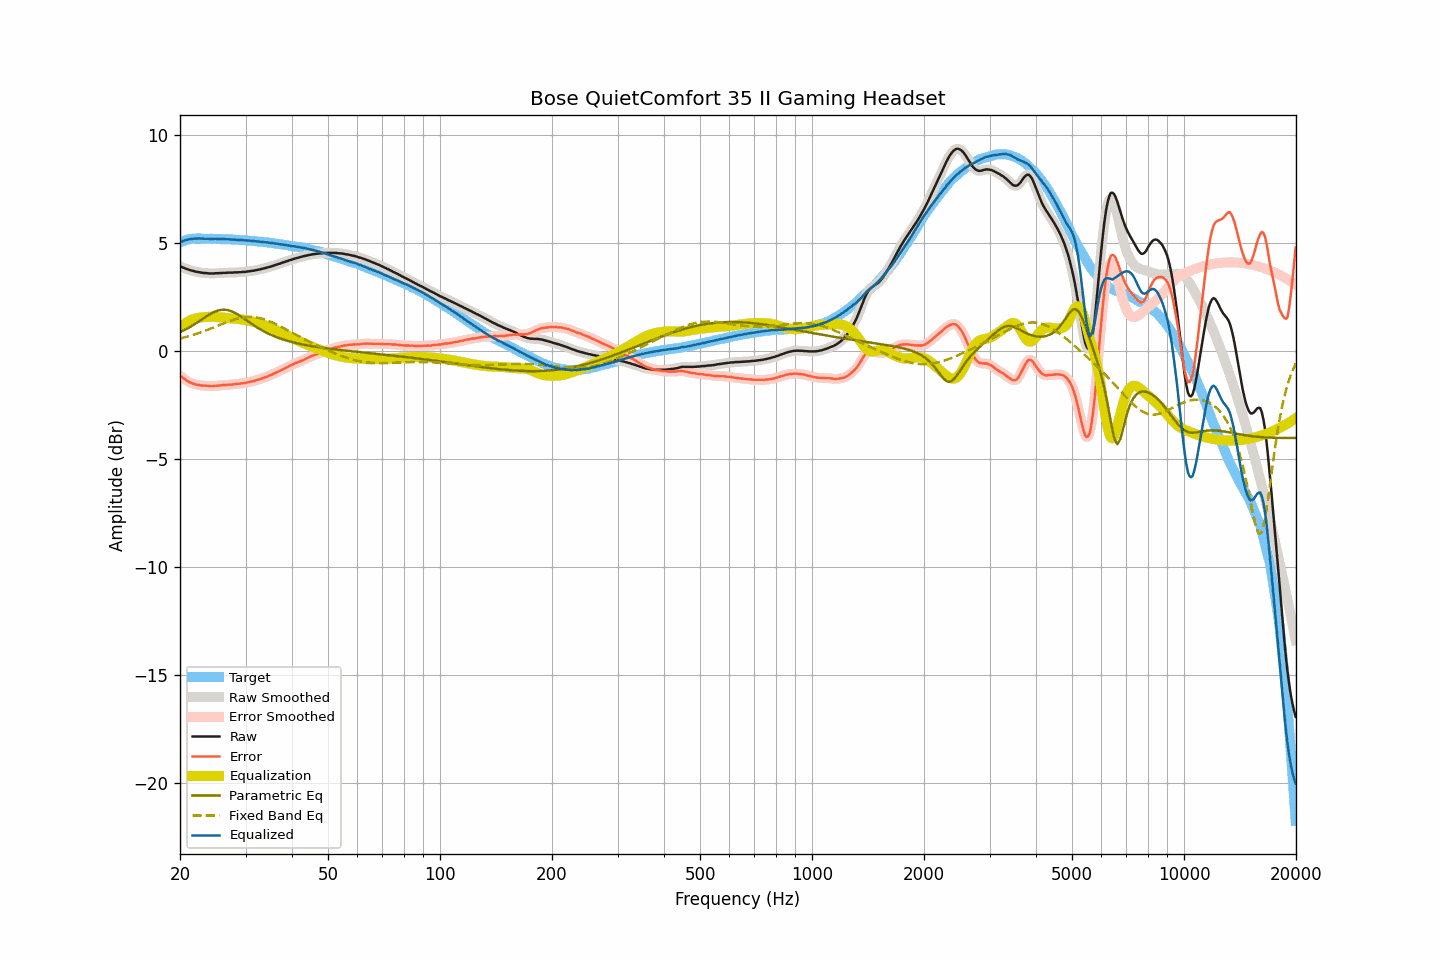 Bose QuietComfort 35 II Gaming Headset
Amplitude (dBr)
10
5
0
−5
−10
−15
−20
Target
Raw Smoothed
Error Smoothed
Raw
Error
Equalization
Parametric Eq
Fixed Band Eq
Equalized
20 50 100 200 500 1000 2000 5000 10000 20000
Frequency (Hz)